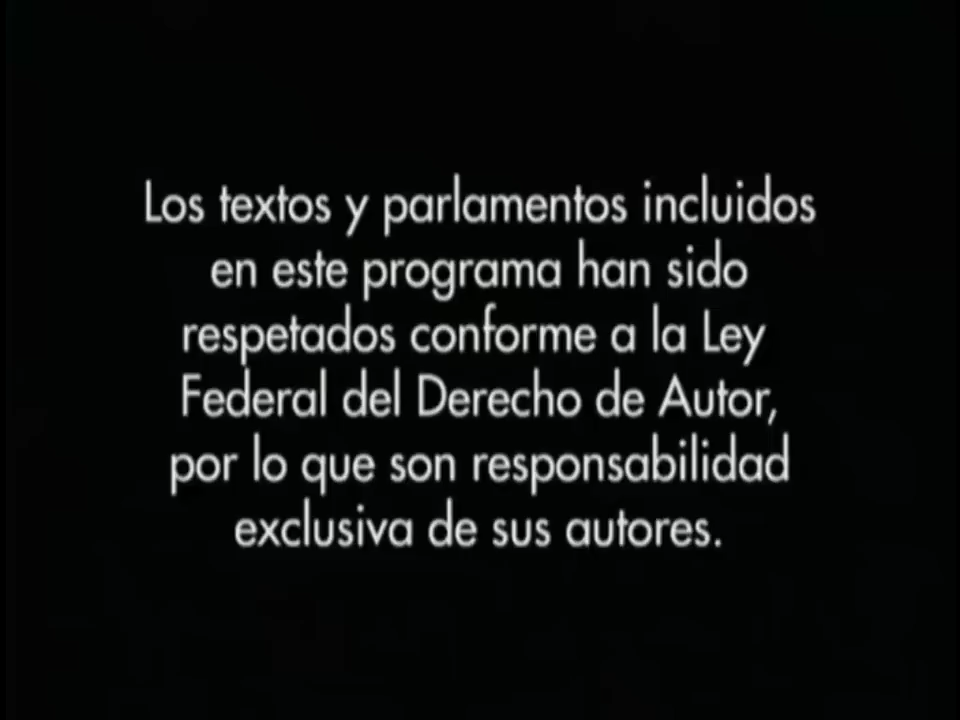 Los textos y parlamentos incluidos
en este programa han sido
respetados conforme a la Ley
Federal del Derecho de Autor,
por lo que son responsabilidad
exclusiva de sus autores.